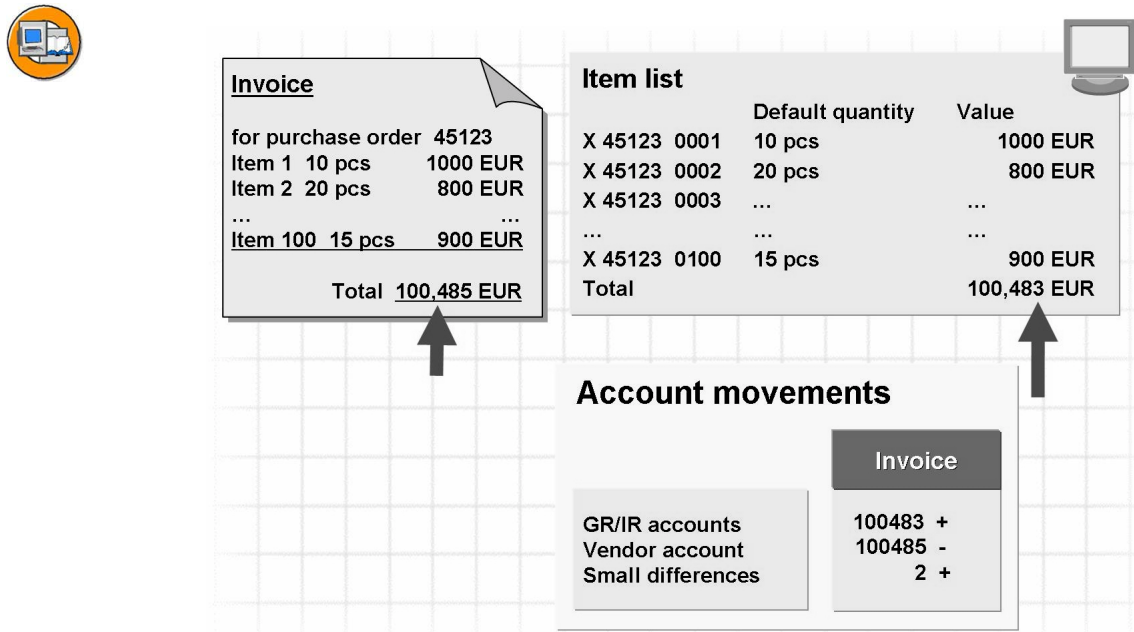 Invoice
for purchase order 45123
Item 1 10 pcs 1000 EUR
Item 2 20 pcs 800 EUR
... ...
Item 100 15 pcs 900 EUR
Total 100,485 EUR
Item list
Default quantity Value
X 45123 0001 10 pcs 1000 EUR
X 45123 0002 20 pcs 800 EUR
X 45123 0003 ... ...
... ... ...
X 45123 0100 15 pcs 900 EUR
Total 100,483 EUR
Account movements
Invoice
GR/IR accounts 100483 +
Vendor account 100485 -
Small differences 2 +